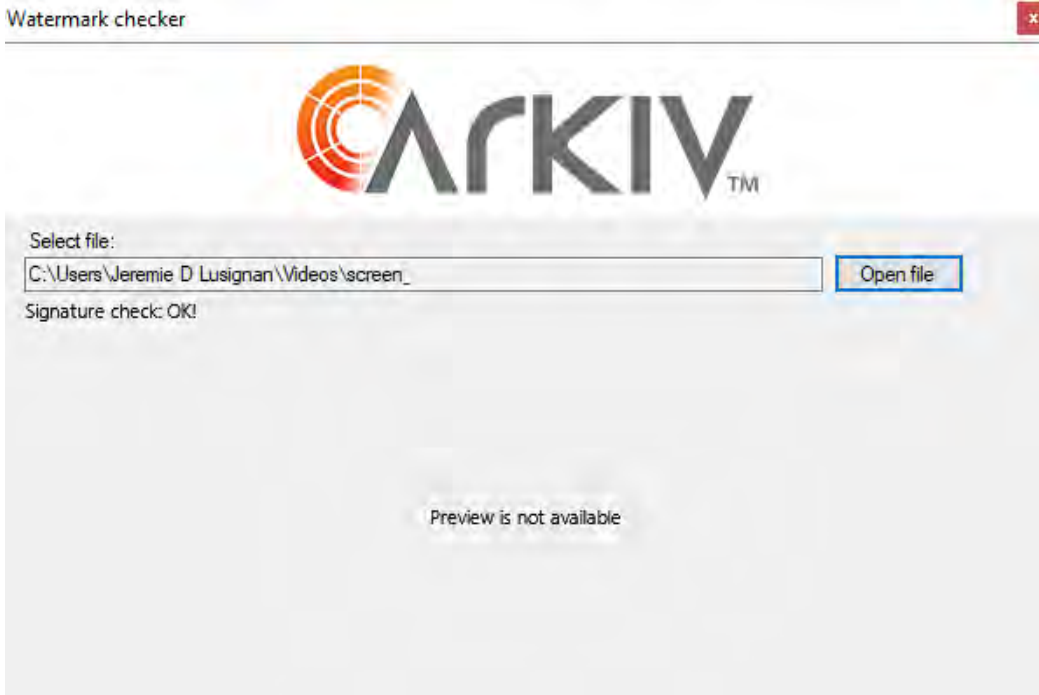 Watermark checker
x
ARKIV
TM
Select file:
C:\Users\Jeremie D Lusignan\Videos\screen_
Open file
Signature check: OK!
Preview is not available